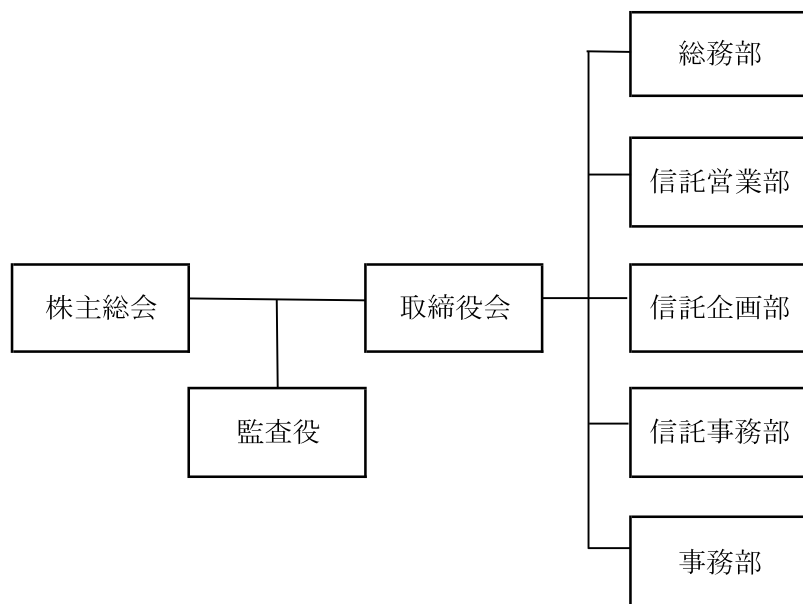 株主総会
監査役
取締役会
総務部
信託営業部
信託企画部
信託事務部
事務部